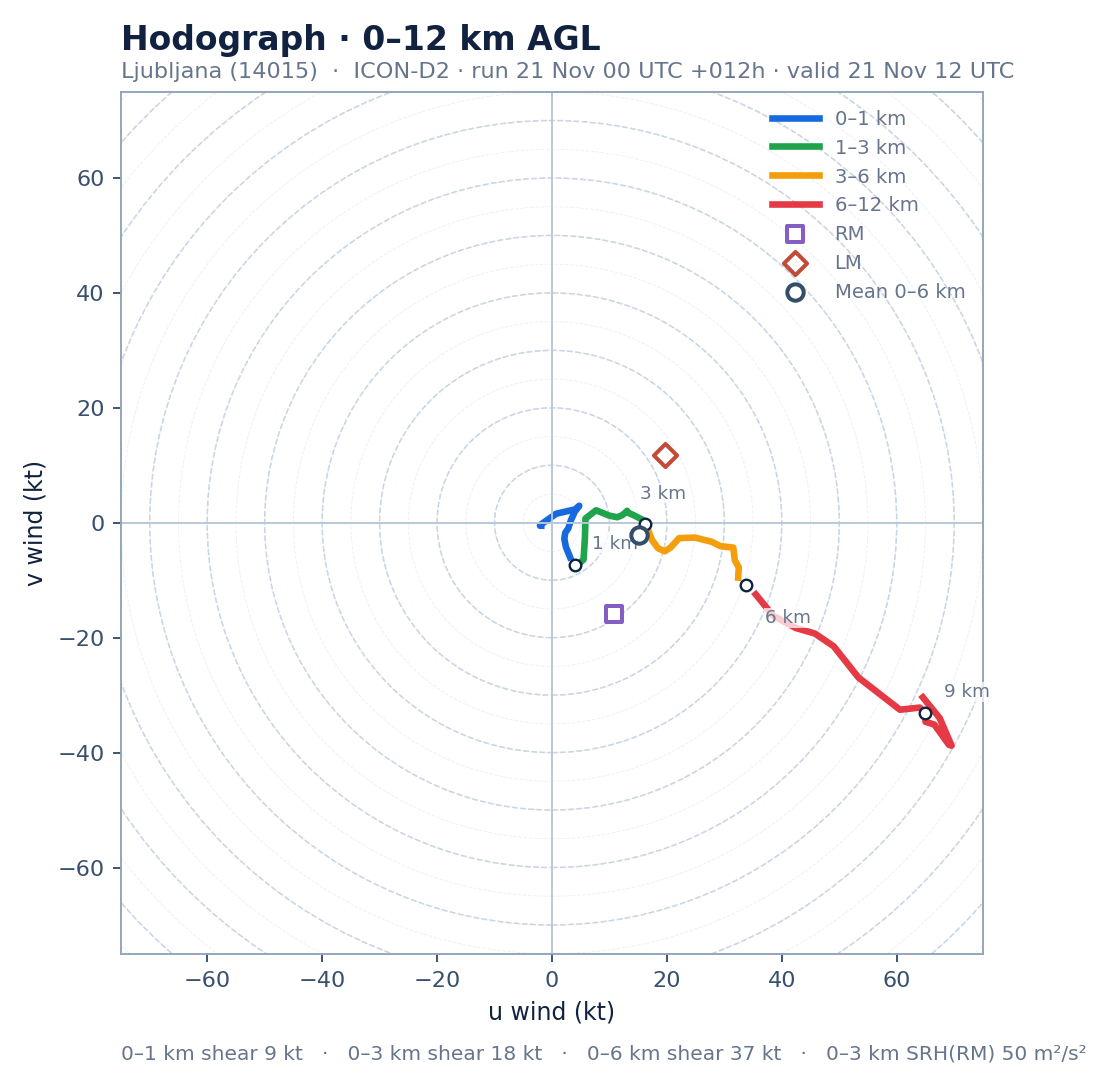 Hodograph · 0–12 km AGL
Ljubljana (14015)  ·  ICON-D2 · run 21 Nov 00 UTC +012h · valid 21 Nov 12 UTC
0–1 km
1–3 km
3–6 km
6–12 km
RM
LM
Mean 0–6 km
60
40
20
0
−20
−40
−60
v wind (kt)
3 km
1 km
6 km
9 km
−60 −40 −20 0 20 40 60
u wind (kt)
0–1 km shear 9 kt   ·   0–3 km shear 18 kt   ·   0–6 km shear 37 kt   ·   0–3 km SRH(RM) 50 m²/s²